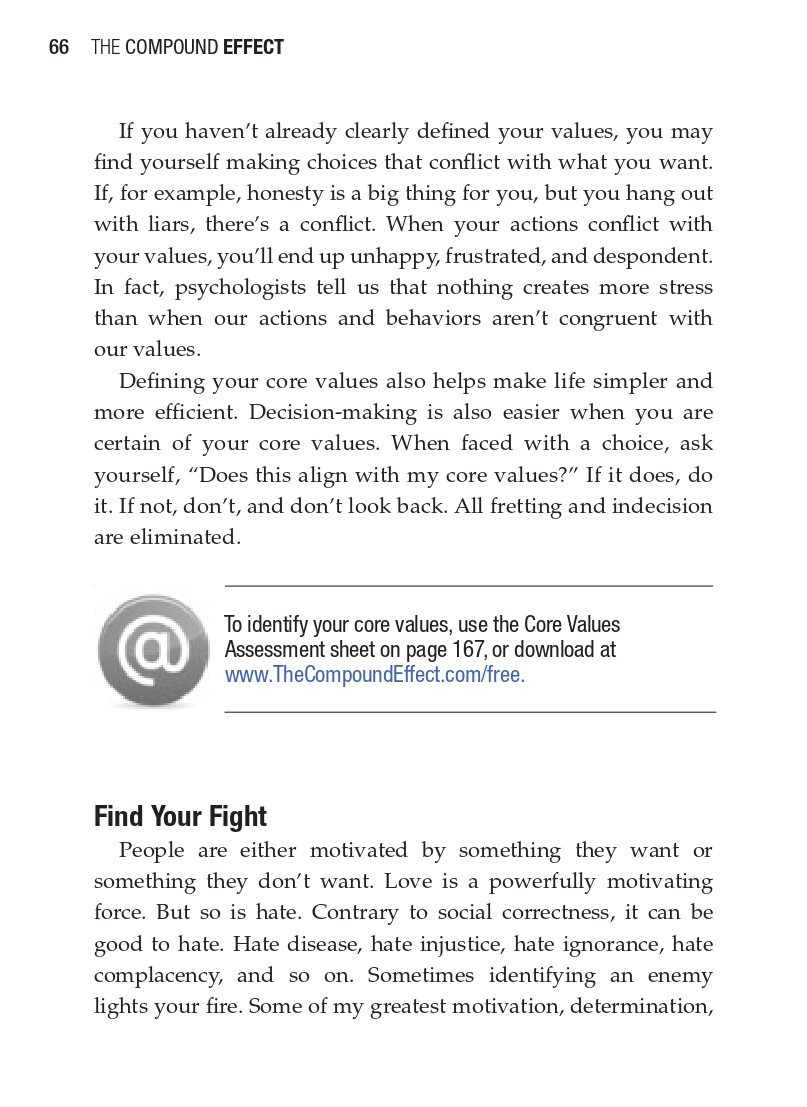 66 THE COMPOUND EFFECT
If you haven’t already clearly defined your values, you may
find yourself making choices that conflict with what you want.
If, for example, honesty is a big thing for you, but you hang out
with liars, there’s a conflict. When your actions conflict with
your values, you’ll end up unhappy, frustrated, and despondent.
In fact, psychologists tell us that nothing creates more stress
than when our actions and behaviors aren’t congruent with
our values.
Defining your core values also helps make life simpler and
more efficient. Decision-making is also easier when you are
certain of your core values. When faced with a choice, ask
yourself, “Does this align with my core values?” If it does, do
it. If not, don’t, and don’t look back. All fretting and indecision
are eliminated.
@
To identify your core values, use the Core Values
Assessment sheet on page 167, or download at
www.TheCompoundEffect.com/free.
Find Your Fight
People are either motivated by something they want or
something they don’t want. Love is a powerfully motivating
force. But so is hate. Contrary to social correctness, it can be
good to hate. Hate disease, hate injustice, hate ignorance, hate
complacency, and so on. Sometimes identifying an enemy
lights your fire. Some of my greatest motivation, determination,